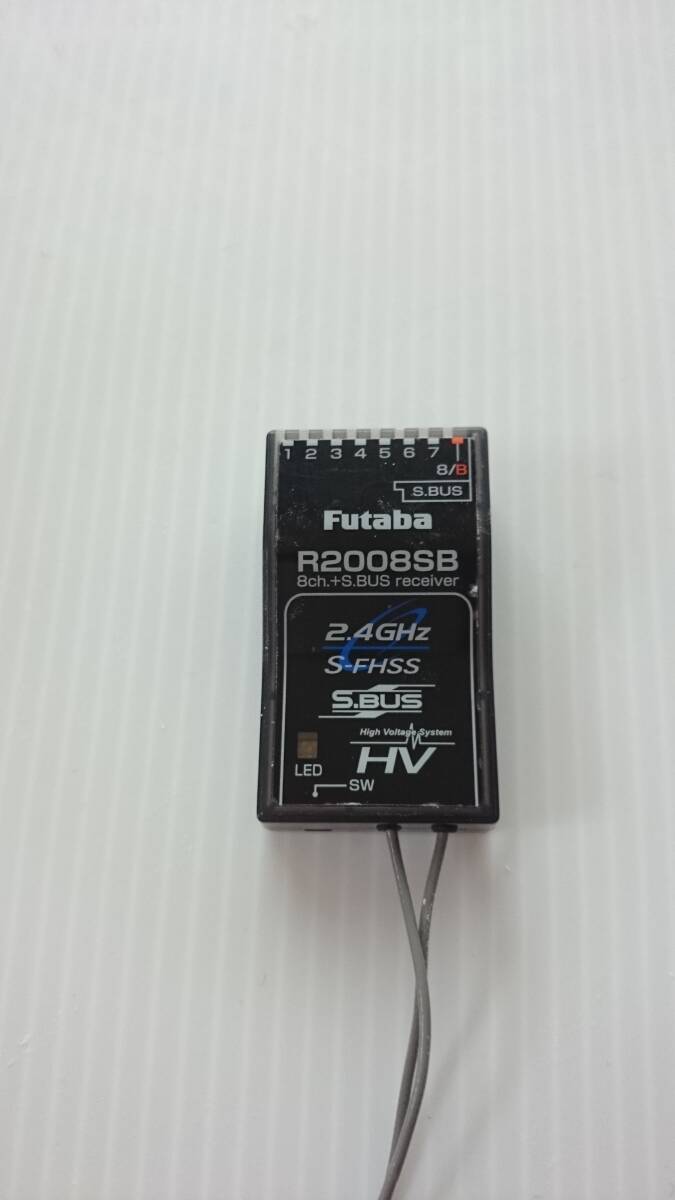 1 2 3 4 5 6 7
8/B
S.BUS
Futaba
R2008SB
8ch.+S.BUS receiver
2.4GHz
S-FHSS
S.BUS
High Voltage System
HV
LED
SW